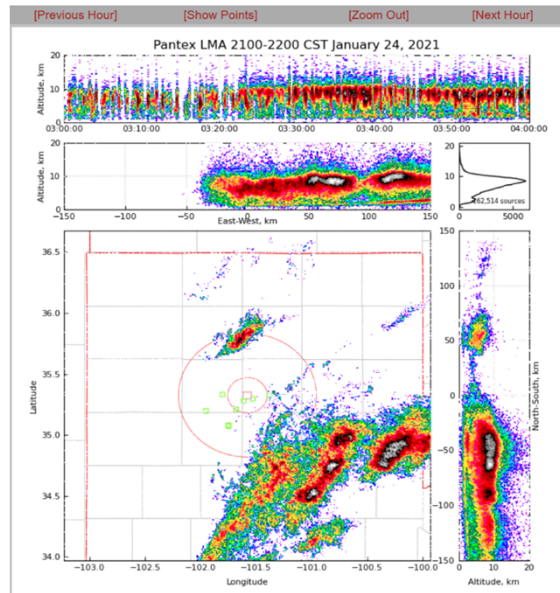 [Previous Hour] [Show Points] [Zoom Out] [Next Hour]
Pantex LMA 2100-2200 CST January 24, 2021
Altitude, km
20
10
0
03:00:00 03:10:00 03:20:00 03:30:00 03:40:00 03:50:00 04:00:00
Altitude, km
20
10
0
−150 −100 −50 0 50 100 150
East-West, km
20
10
0
0 5000
262,514 sources
Latitude
36.5
36.0
35.5
35.0
34.5
34.0
−103.0 −102.5 −102.0 −101.5 −101.0 −100.5 −100.0
Longitude
150
100
50
0
−50
−100
−150
North-South, km
0 10 20
Altitude, km